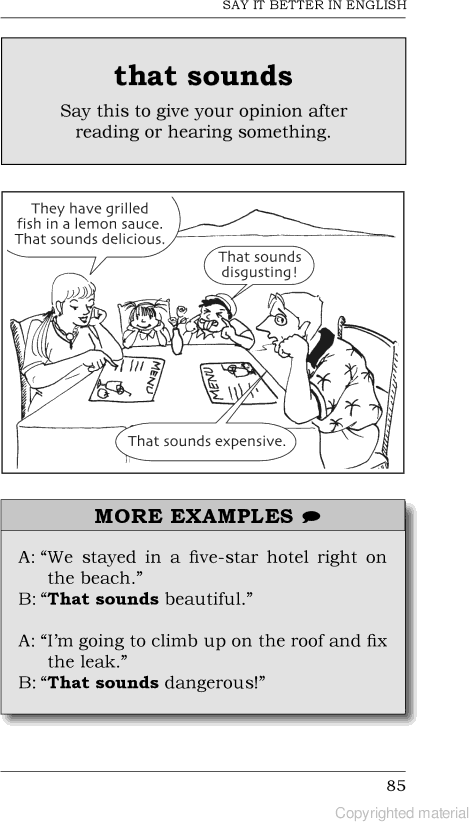 SAY IT BETTER IN ENGLISH
that sounds
Say this to give your opinion after
reading or hearing something.
They have grilled
fish in a lemon sauce.
That sounds delicious.
That sounds
disgusting!
MENU
MENU
That sounds expensive.
MORE EXAMPLES
A: “We stayed in a five-star hotel right on
the beach.”
B: “That sounds beautiful.”
A: “I’m going to climb up on the roof and fix
the leak.”
B: “That sounds dangerous!”
85
Copyrighted material